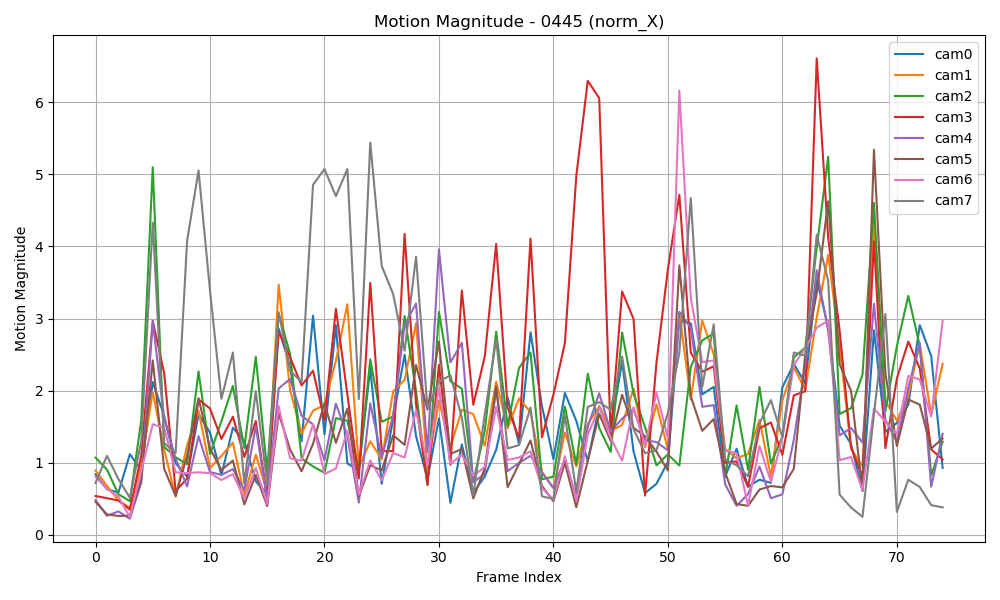 Motion Magnitude - 0445 (norm_X)
cam0
cam1
cam2
cam3
cam4
cam5
cam6
cam7
Motion Magnitude
6
5
4
3
2
1
0
0 10 20 30 40 50 60 70
Frame Index